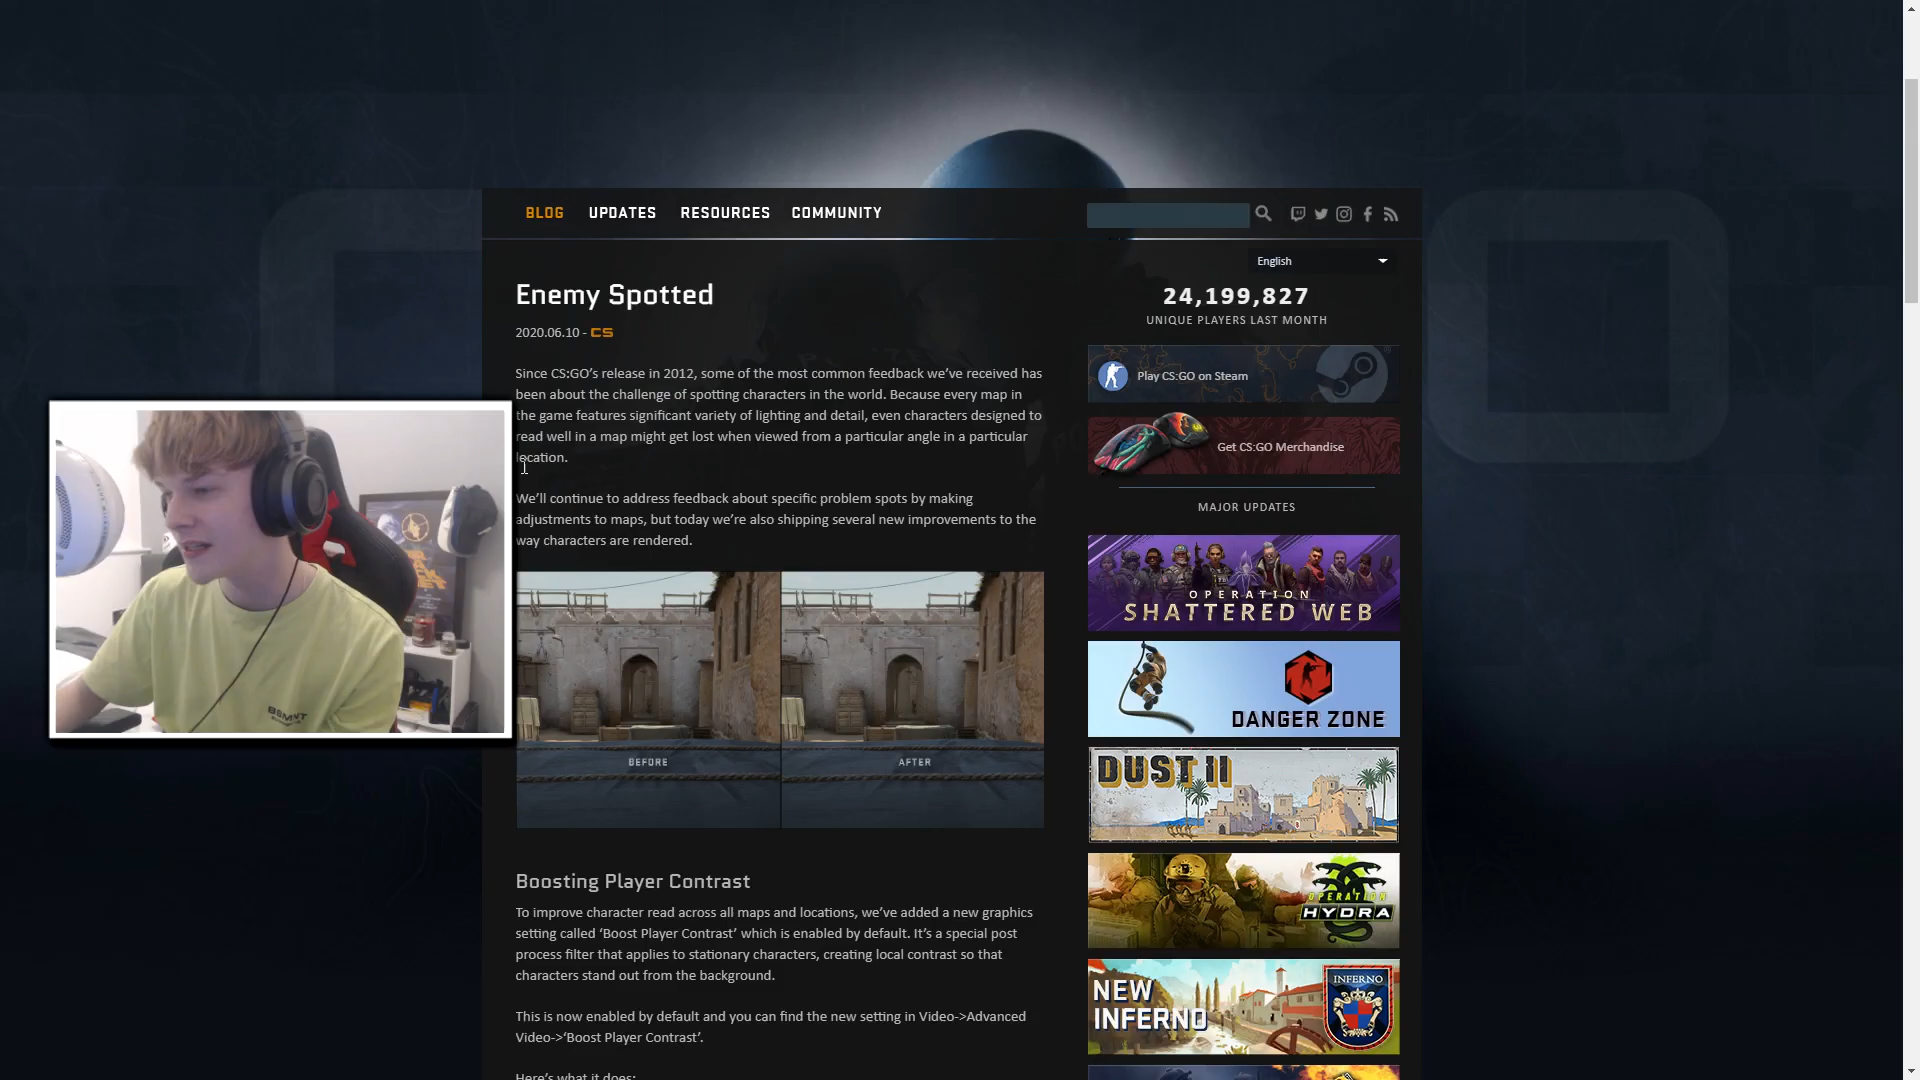 BLOG UPDATES RESOURCES COMMUNITY
English
Enemy Spotted
2020.06.10 - CS
Since CS:GO’s release in 2012, some of the most common feedback we’ve received has
been about the challenge of spotting characters in the world. Because every map in
the game features significant variety of lighting and detail, even characters designed to
read well in a map might get lost when viewed from a particular angle in a particular
location.
We’ll continue to address feedback about specific problem spots by making
adjustments to maps, but today we’re also shipping several new improvements to the
way characters are rendered.
BEFORE
AFTER
Boosting Player Contrast
To improve character read across all maps and locations, we’ve added a new graphics
setting called ‘Boost Player Contrast’ which is enabled by default. It’s a special post
process filter that applies to stationary characters, creating local contrast so that
characters stand out from the background.
This is now enabled by default and you can find the new setting in Video->Advanced
Video->‘Boost Player Contrast’.
Here’s what it does:
24,199,827
UNIQUE PLAYERS LAST MONTH
Play CS:GO on Steam
Get CS:GO Merchandise
MAJOR UPDATES
OPERATION
SHATTERED WEB
DANGER ZONE
DUST II
OPERATION
HYDRA
NEW
INFERNO
INFERNO
BSMNT